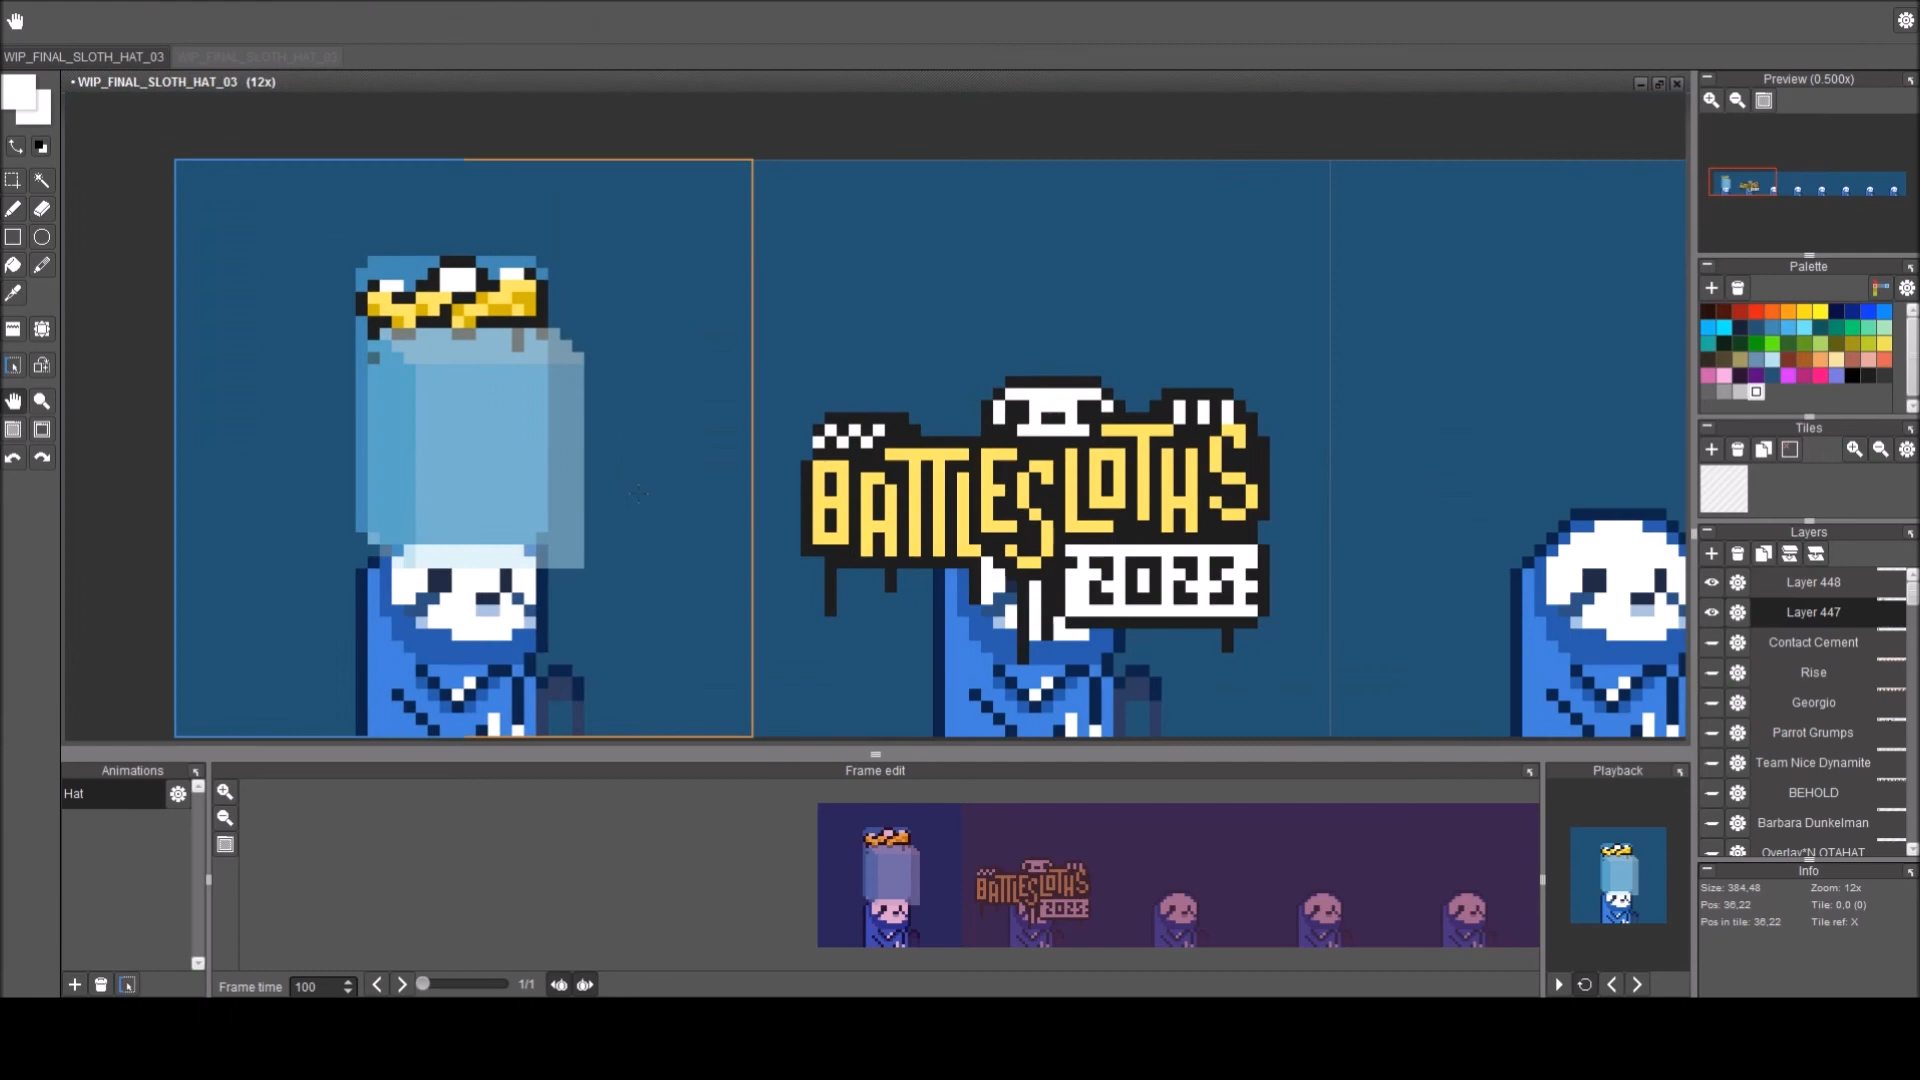 WIP_FINAL_SLOTH_HAT_03 WIP_FINAL_SLOTH_HAT_03
• WIP_FINAL_SLOTH_HAT_03 (12x)
Preview (0.500x)
Palette
Tiles
Layers
Layer 448
Layer 447
Contact Cement
Rise
Georgio
Parrot Grumps
Team Nice Dynamite
BEHOLD
Barbara Dunkelman
Overlay*N OTAHAT
BATTLESLOTHS
2025
Animations
Hat
Frame edit
Frame time 100
1/1
Playback
Info
Size: 384,48 Zoom: 12x
Pos: 36,22 Tile: 0,0 (0)
Pos in tile: 36,22 Tile ref: X